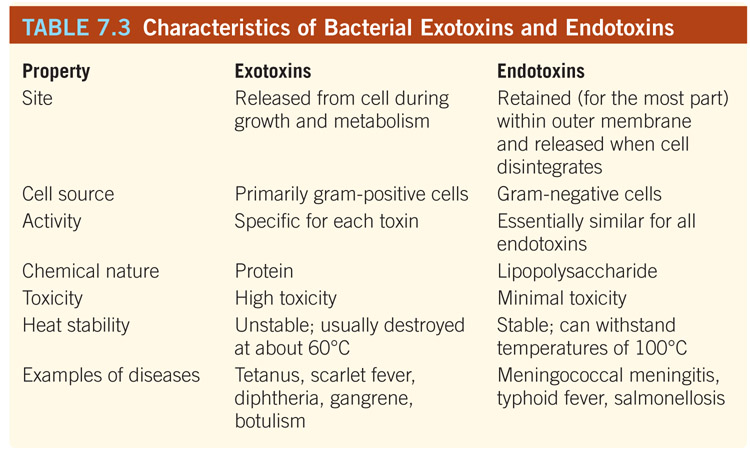 TABLE 7.3 Characteristics of Bacterial Exotoxins and Endotoxins
Property Exotoxins Endotoxins
Site Released from cell during Retained (for the most part)
growth and metabolism within outer membrane
and released when cell
disintegrates
Cell source Primarily gram-positive cells Gram-negative cells
Activity Specific for each toxin Essentially similar for all
endotoxins
Chemical nature Protein Lipopolysaccharide
Toxicity High toxicity Minimal toxicity
Heat stability Unstable; usually destroyed Stable; can withstand
at about 60°C temperatures of 100°C
Examples of diseases Tetanus, scarlet fever, Meningococcal meningitis,
diphtheria, gangrene, typhoid fever, salmonellosis
botulism